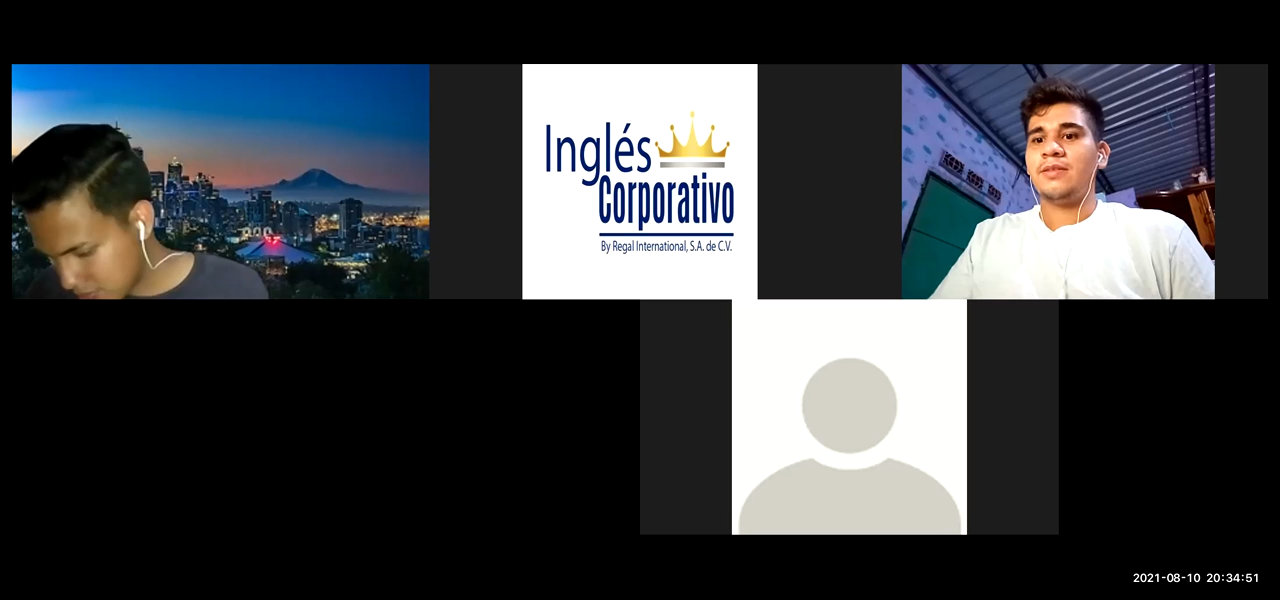 Inglés
Corporativo
By Regal International, S.A. de C.V.
2021-08-10 20:34:51